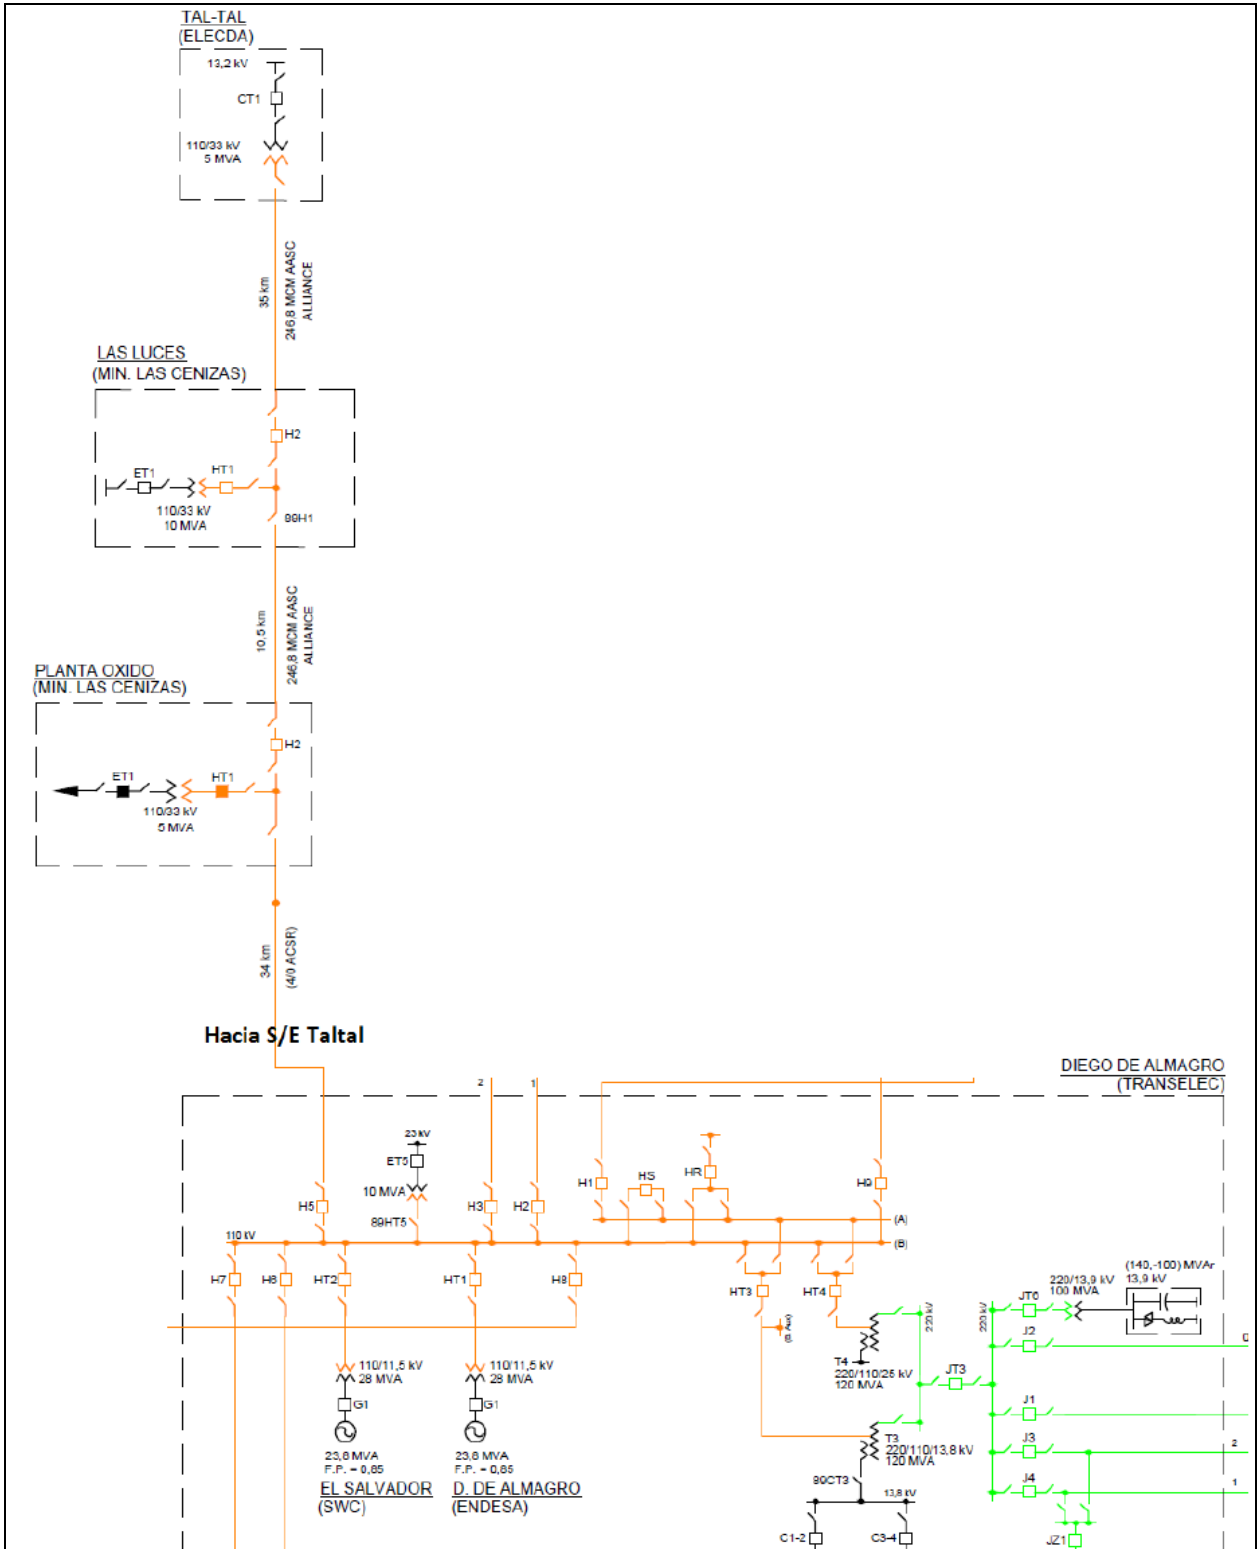 TAL-TAL
(ELECDA)
13,2 kV
CT1
110/33 kV
5 MVA
35 km
246,8 MCM AASC
ALLIANCE
LAS LUCES
(MIN. LAS CENIZAS)
H2
ET1
HT1
110/33 kV
10 MVA
89H1
10,5 km
246,8 MCM AASC
ALLIANCE
PLANTA OXIDO
(MIN. LAS CENIZAS)
H2
ET1
HT1
110/33 kV
5 MVA
34 km
(4/0 ACSR)
Hacia S/E Taltal
DIEGO DE ALMAGRO
(TRANSELEC)
2
1
23 kV
ET5
10 MVA
89HT5
H5
H3
H2
H1
HS
HR
H9
(A)
(B)
110 kV
H7
H6
HT2
HT1
H8
HT3
HT4
(B. Aux)
220 kV
220 kV
220/13,9 kV
100 MVA
(140,-100) MVAr
13,9 kV
JT6
J2
T4
220/110/25 kV
120 MVA
JT3
J1
J3
2
J4
1
JZ1
110/11,5 kV
28 MVA
110/11,5 kV
28 MVA
G1
G1
23,8 MVA
F.P. = 0,85
23,8 MVA
F.P. = 0,85
EL SALVADOR
(SWC)
D. DE ALMAGRO
(ENDESA)
T3
220/110/13,8 kV
120 MVA
89CT3
13,8 kV
C1-2
C3-4